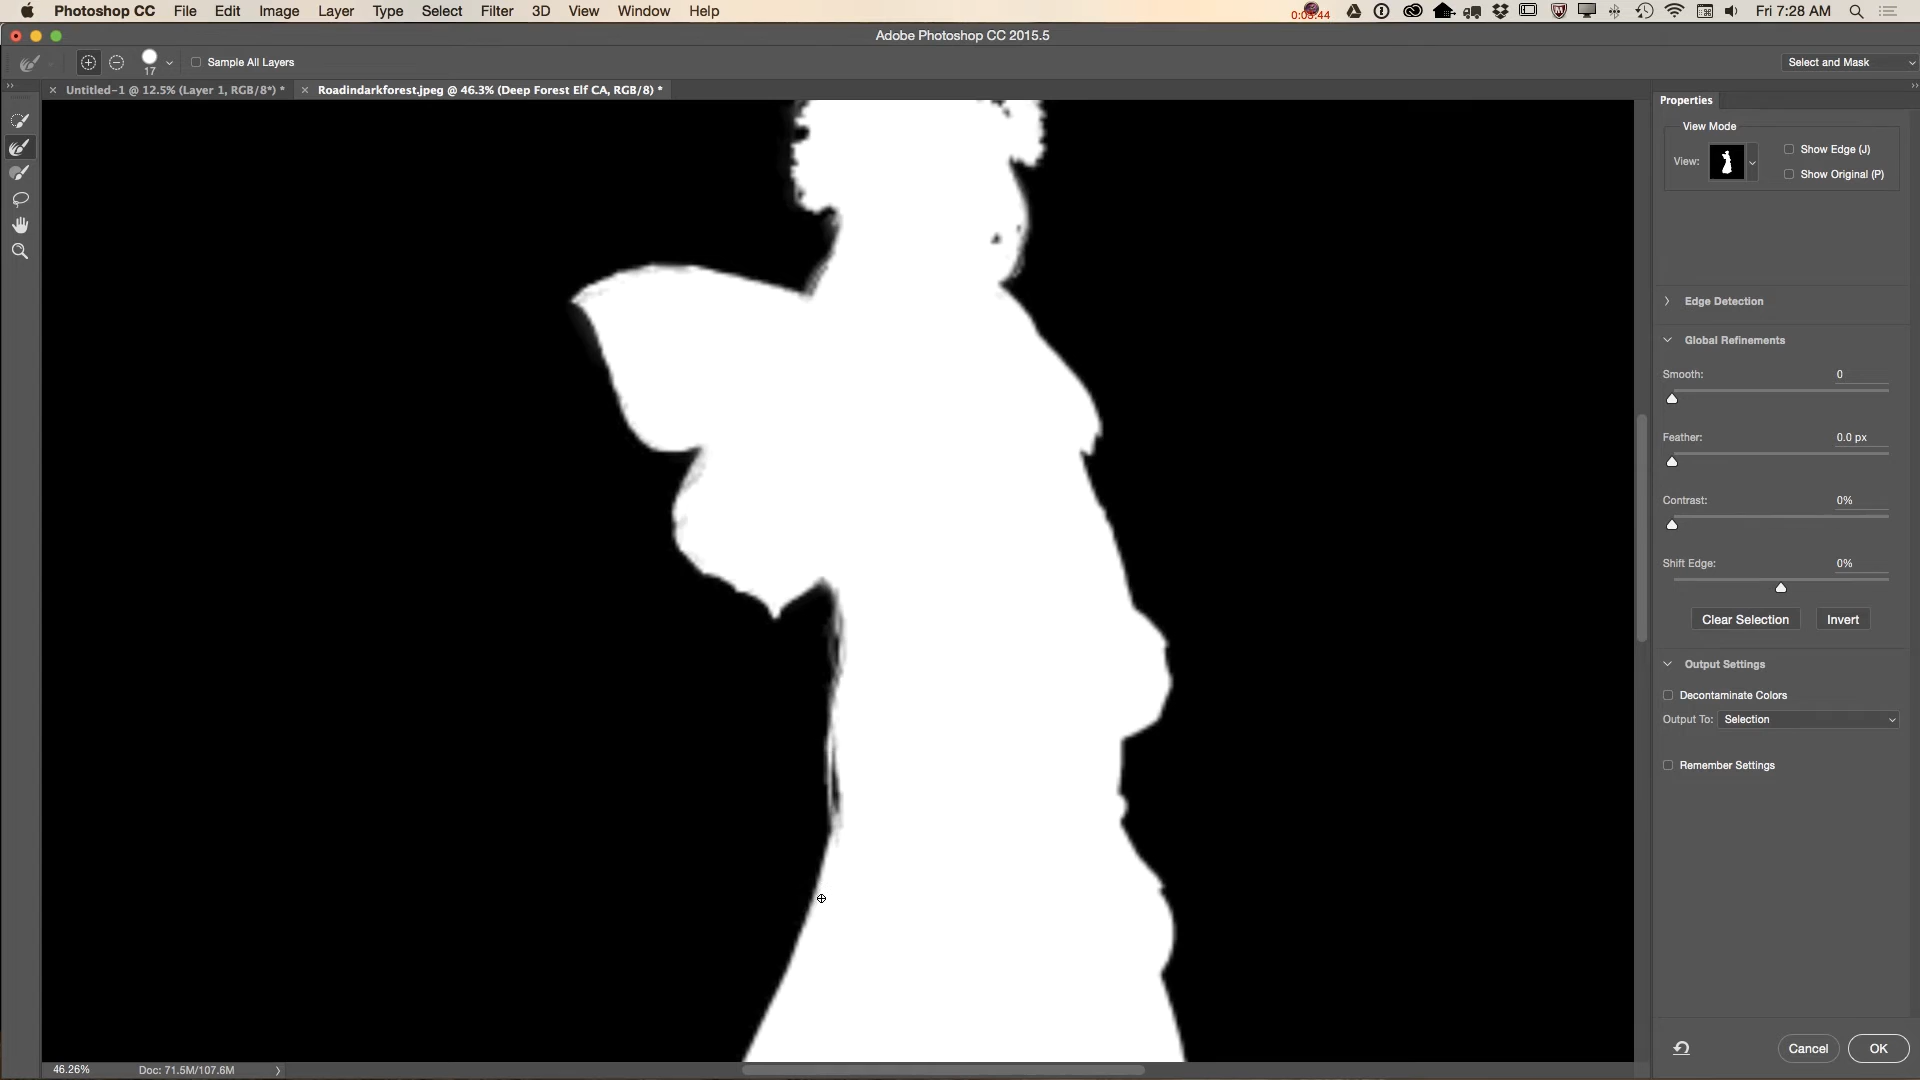 Photoshop CC File Edit Image Layer Type Select Filter 3D View Window Help Fri 7:28 AM
Adobe Photoshop CC 2015.5
17 Sample All Layers Select and Mask
Untitled-1 @ 12.5% (Layer 1, RGB/8*) * Roadindarkforest.jpeg @ 46.3% (Deep Forest Elf CA, RGB/8) *
Properties
View Mode
View:
Show Edge (J)
Show Original (P)
Edge Detection
Global Refinements
Smooth: 0
Feather: 0.0 px
Contrast: 0%
Shift Edge: 0%
Clear Selection Invert
Output Settings
Decontaminate Colors
Output To: Selection
Remember Settings
Cancel OK
46.26% Doc: 71.5M/107.6M